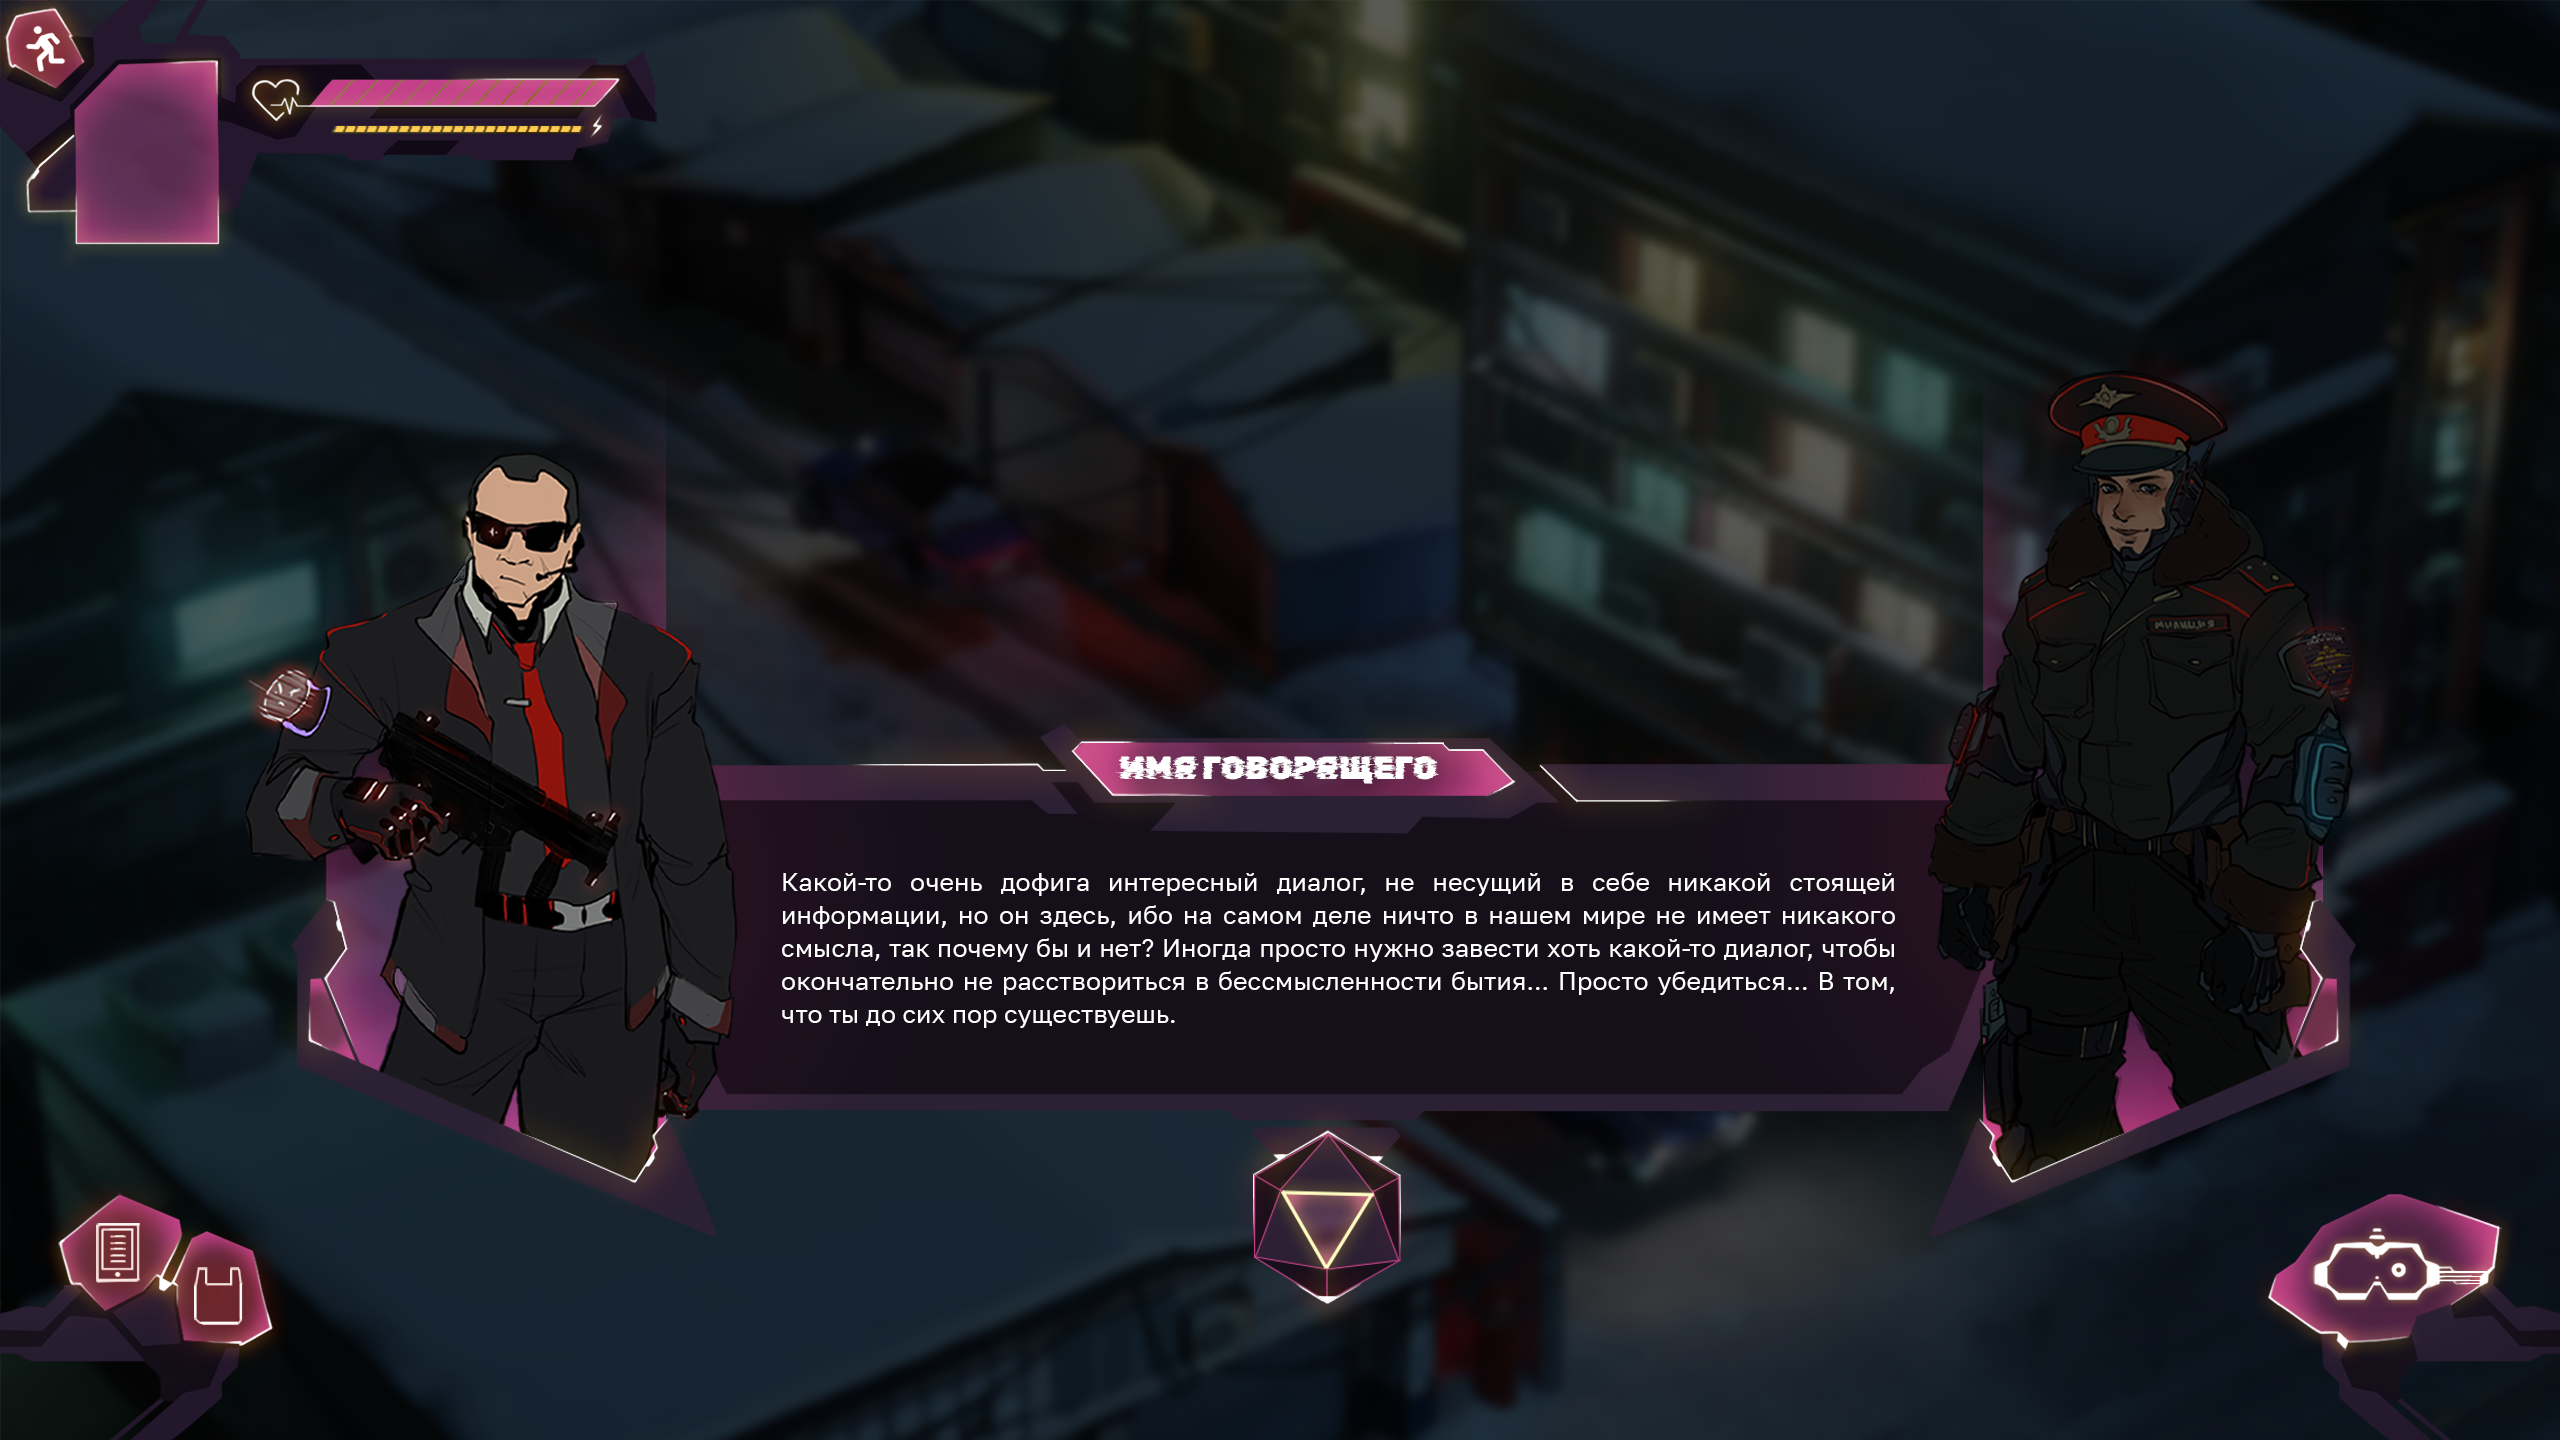 МИЛИЦИЯ
ИМЯ ГОВОРЯЩЕГО
Какой-то очень дофига интересный диалог, не несущий в себе никакой стоящей
информации, но он здесь, ибо на самом деле ничто в нашем мире не имеет никакого
смысла, так почему бы и нет? Иногда просто нужно завести хоть какой-то диалог, чтобы
окончательно не расствориться в бессмысленности бытия... Просто убедиться... В том,
что ты до сих пор существуешь.